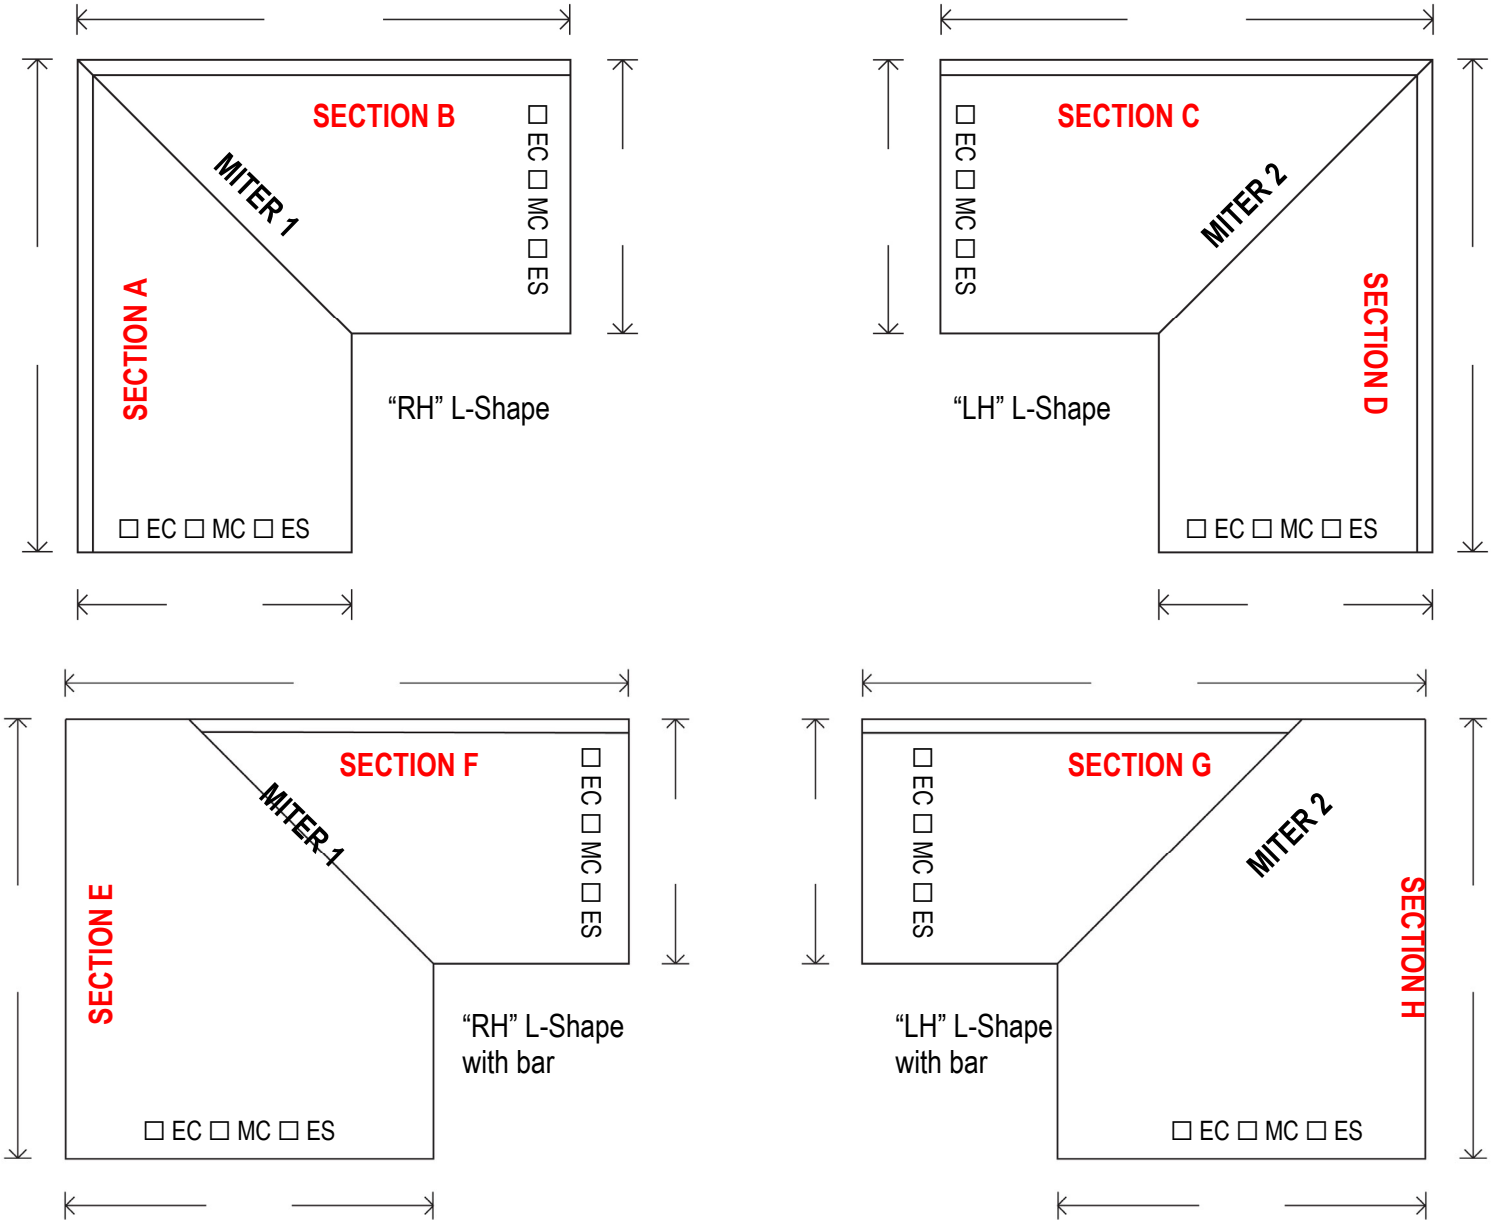 SECTION B
☐ EC ☐ MC ☐ ES
MITER 1
SECTION A
"RH" L-Shape
☐ EC ☐ MC ☐ ES
SECTION C
☐ EC ☐ MC ☐ ES
MITER 2
SECTION D
"LH" L-Shape
☐ EC ☐ MC ☐ ES
SECTION F
☐ EC ☐ MC ☐ ES
MITER 1
SECTION E
"RH" L-Shape
with bar
☐ EC ☐ MC ☐ ES
SECTION G
☐ EC ☐ MC ☐ ES
MITER 2
SECTION H
"LH" L-Shape
with bar
☐ EC ☐ MC ☐ ES